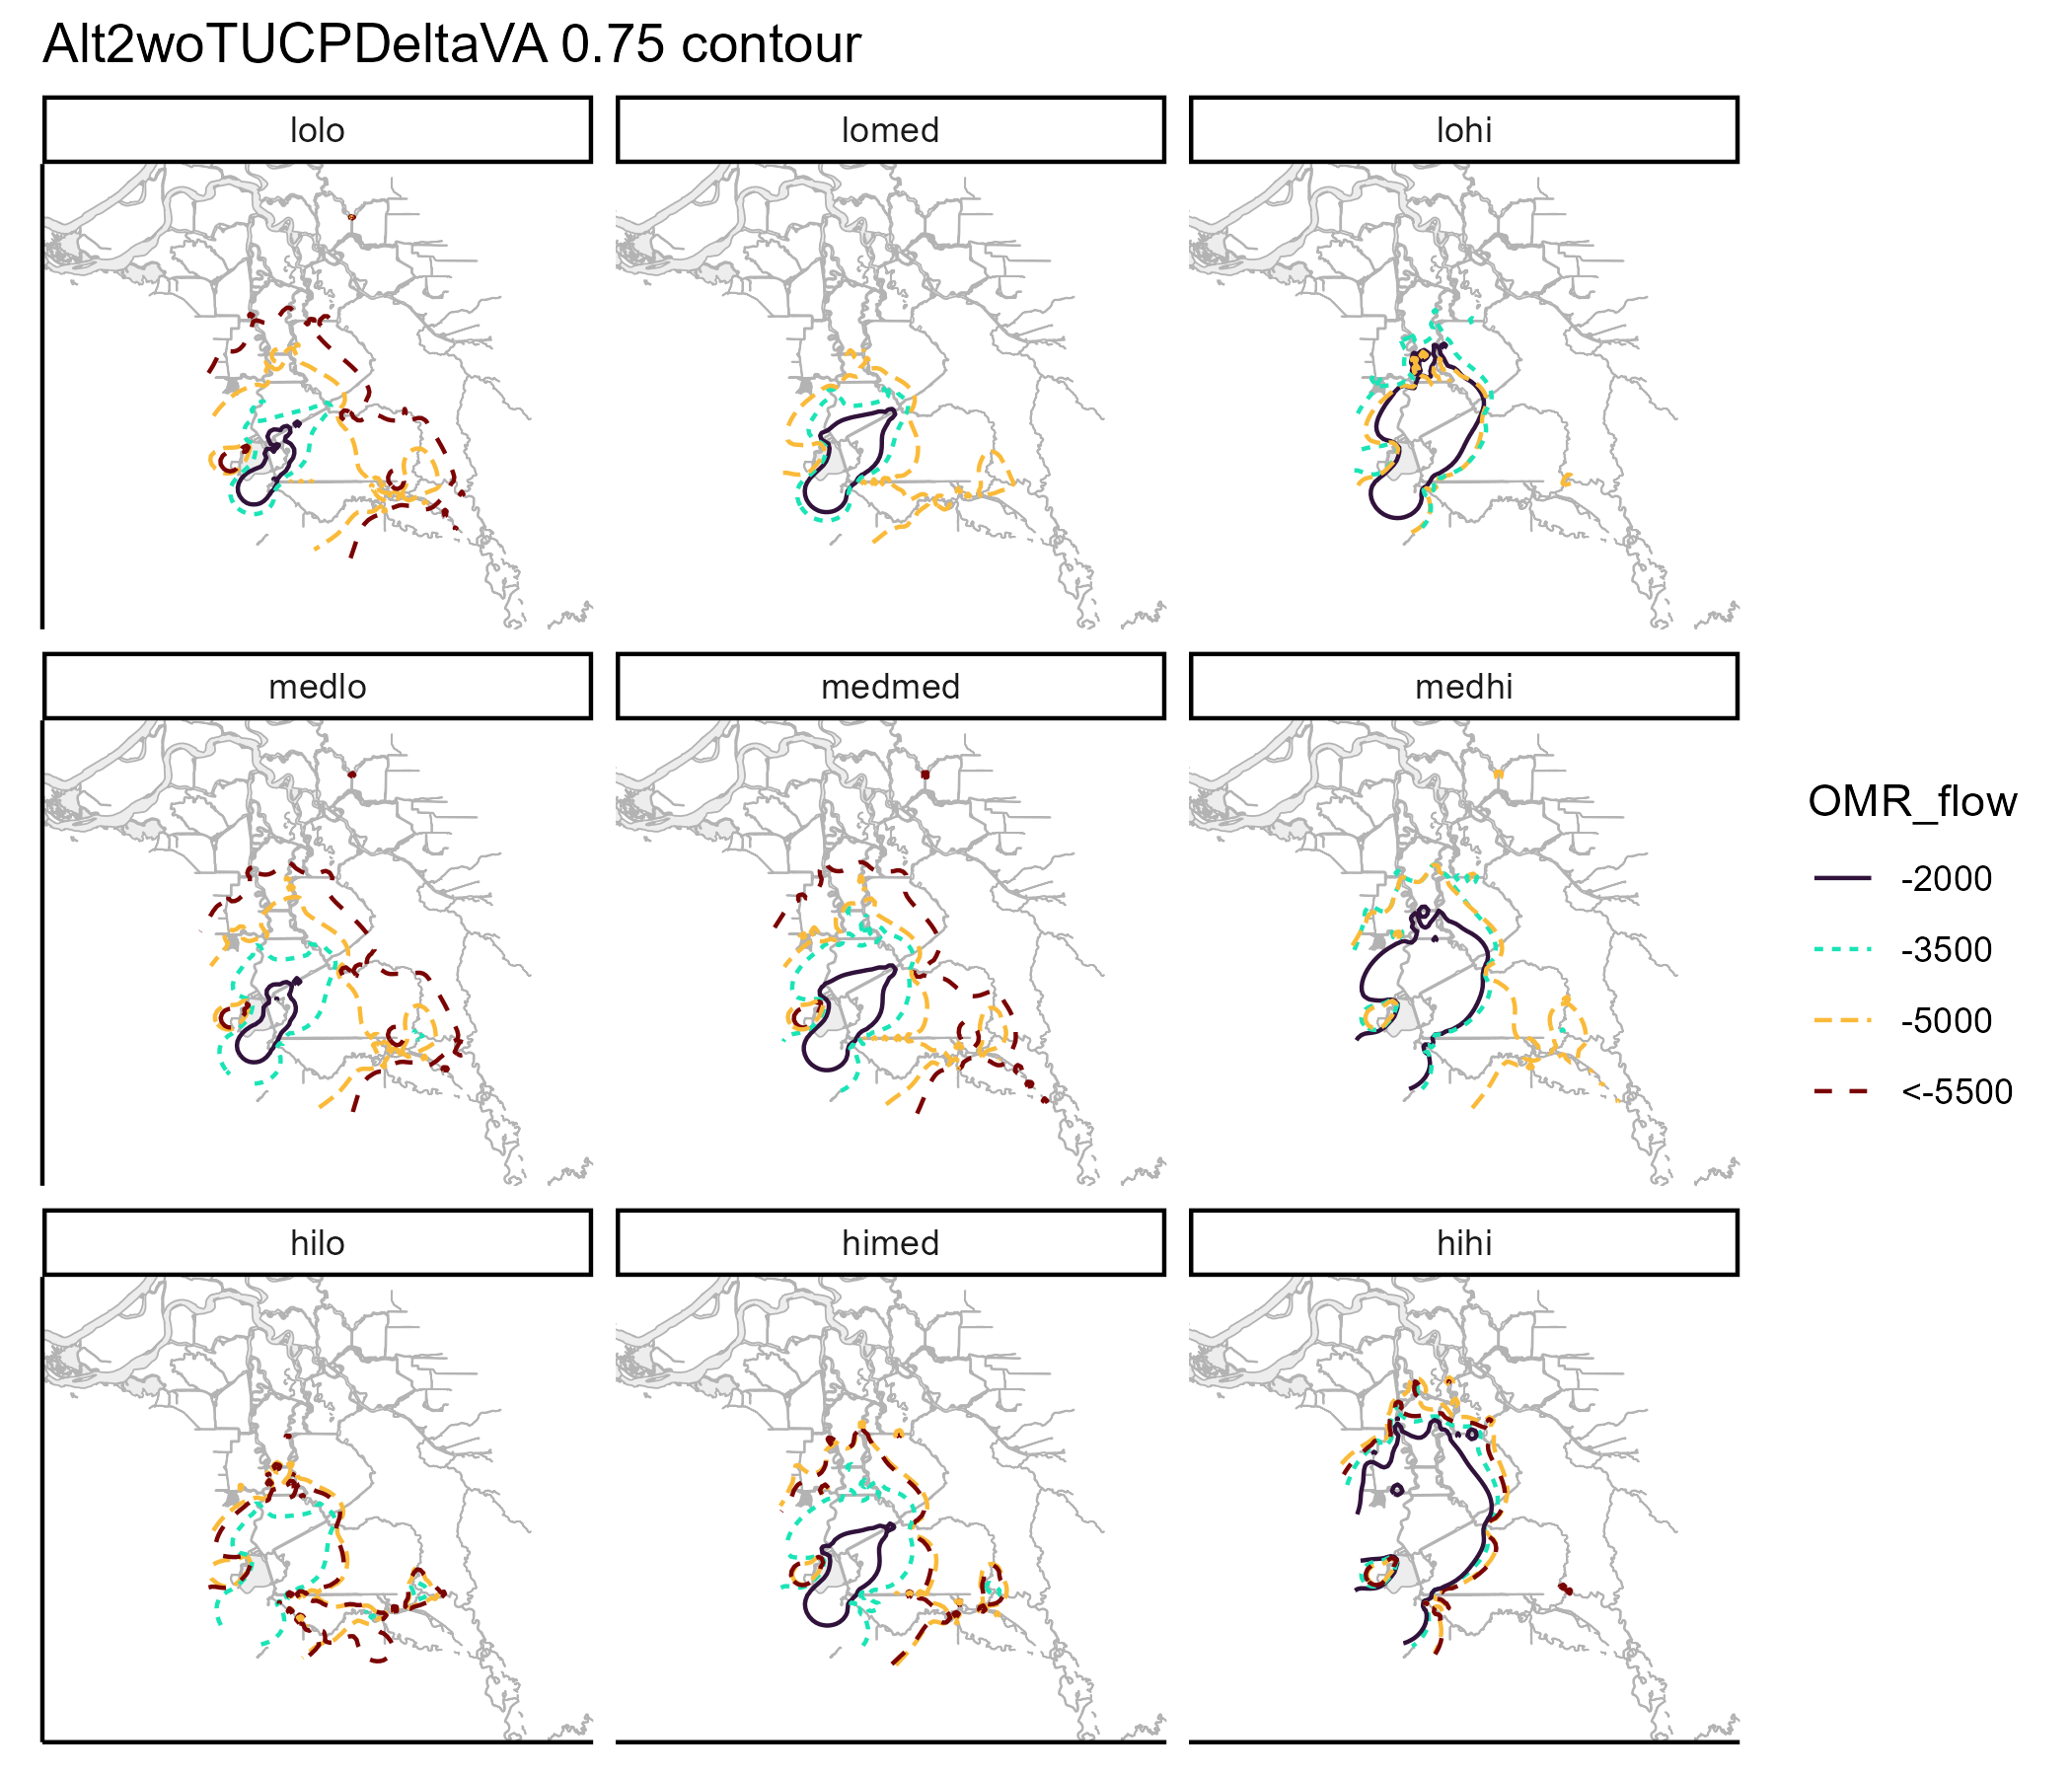 Alt2woTUCPDeltaVA 0.75 contour
lolo
lomed
lohi
medlo
medmed
medhi
hilo
himed
hihi
OMR_flow
-2000
-3500
-5000
<-5500